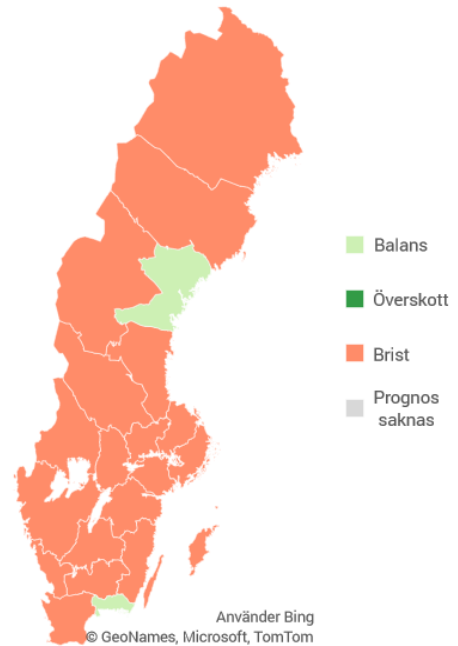 Balans
Överskott
Brist
Prognos
saknas
Använder Bing
© GeoNames, Microsoft, TomTom